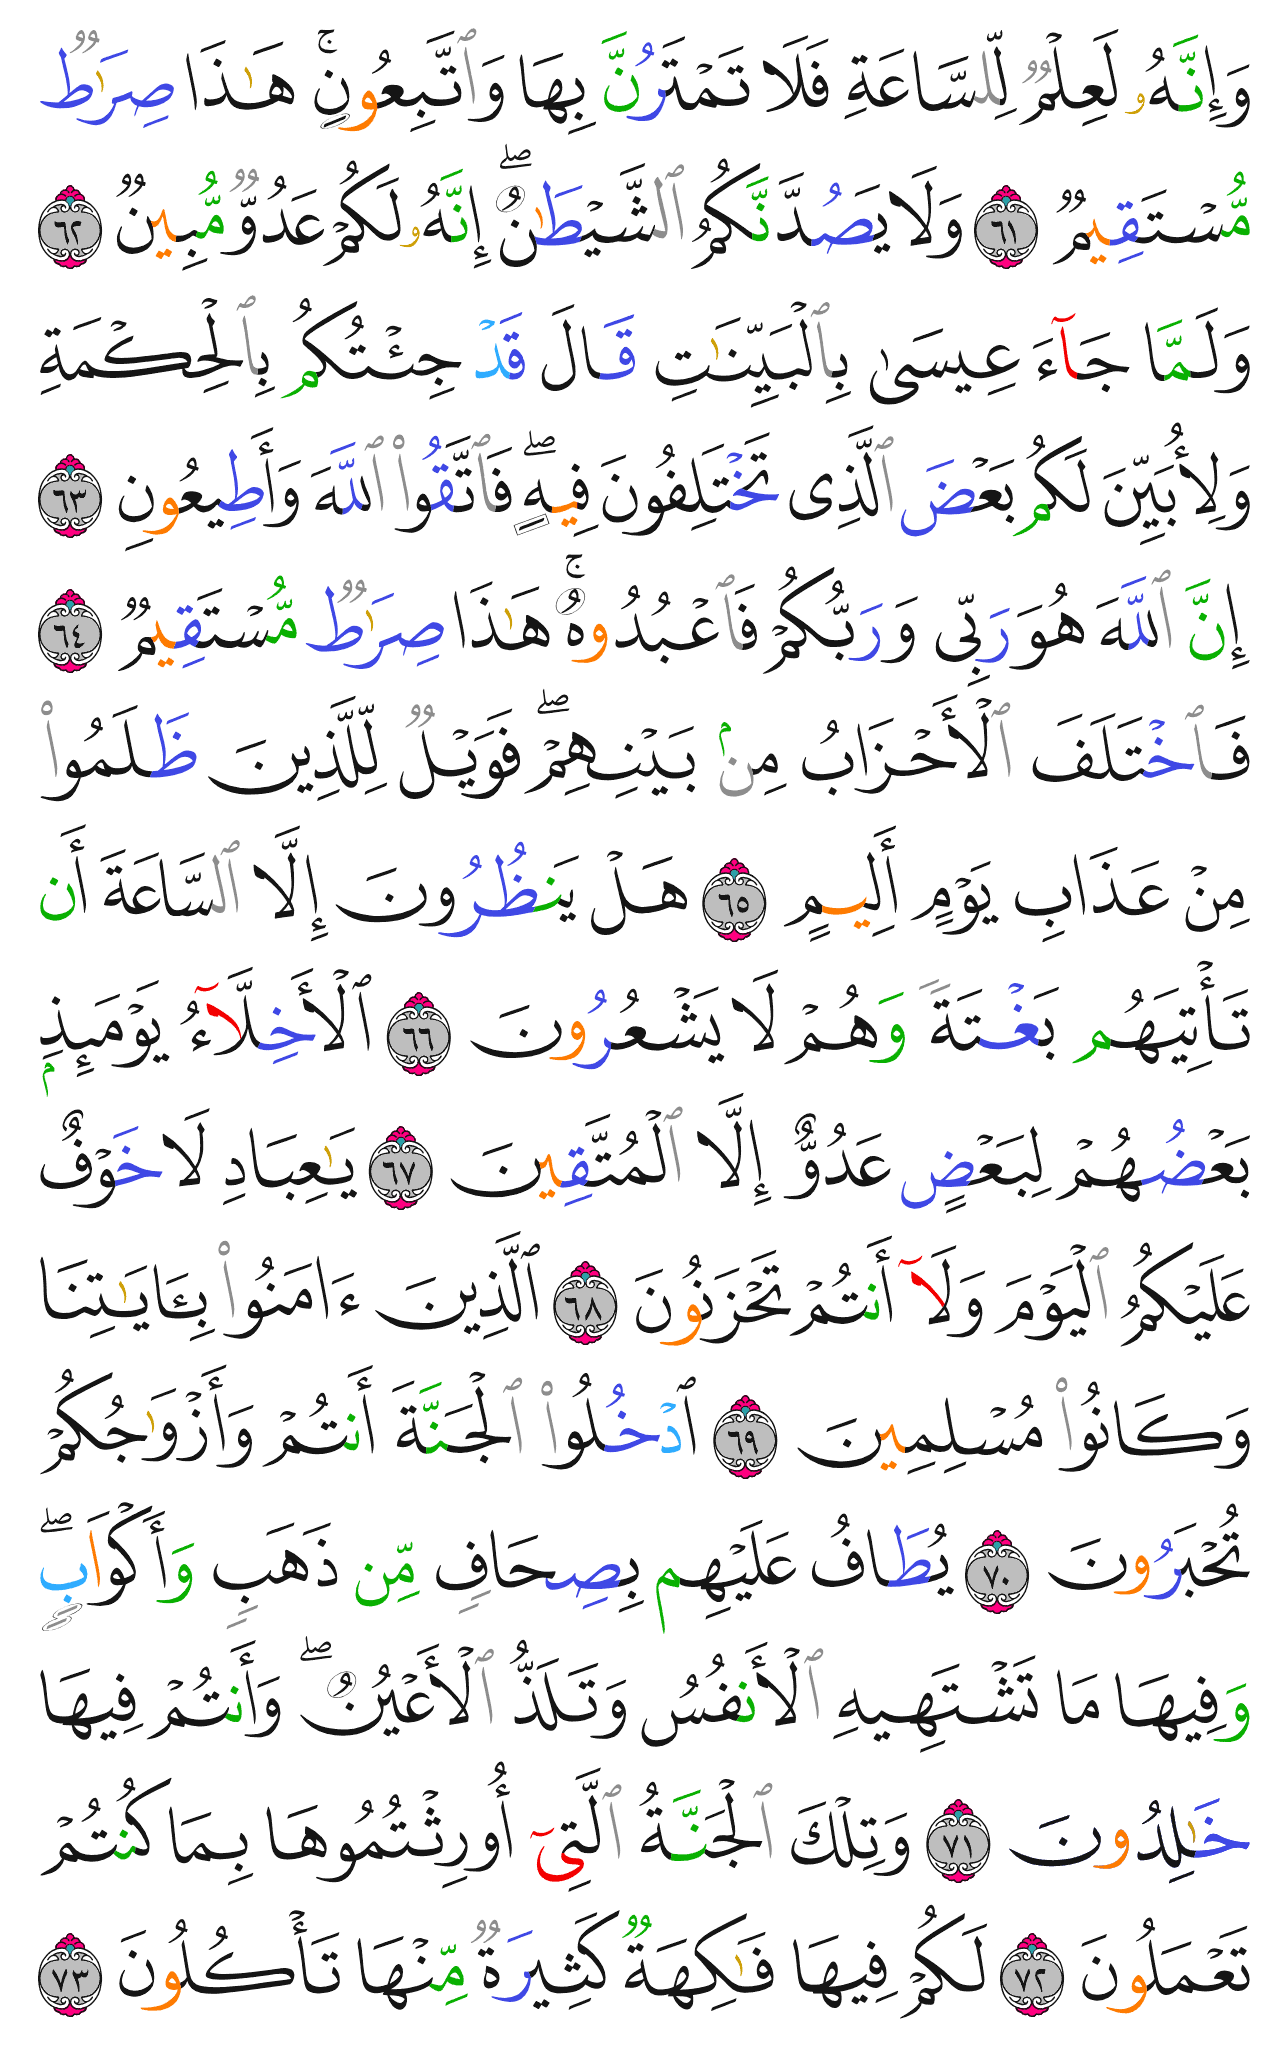 وَإِنَّهُۥ لَعِلْمٌ لِّلسَّاعَةِ فَلَا تَمْتَرُنَّ بِهَا وَٱتَّبِعُونِ ۚ هَـٰذَا صِرَٰطٌ
مُّسْتَقِيمٌ ٦١ وَلَا يَصُدَّنَّكُمُ ٱلشَّيْطَـٰنُ ۖ إِنَّهُۥ لَكُمْ عَدُوٌّ مُّبِينٌ ٦٢
وَلَمَّا جَآءَ عِيسَىٰ بِٱلْبَيِّنَـٰتِ قَالَ قَدْ جِئْتُكُم بِٱلْحِكْمَةِ
وَلِأُبَيِّنَ لَكُم بَعْضَ ٱلَّذِى تَخْتَلِفُونَ فِيهِ ۖ فَٱتَّقُوا۟ ٱللَّهَ وَأَطِيعُونِ ٦٣
إِنَّ ٱللَّهَ هُوَ رَبِّى وَرَبُّكُمْ فَٱعْبُدُوهُ ۚ هَـٰذَا صِرَٰطٌ مُّسْتَقِيمٌ ٦٤
فَٱخْتَلَفَ ٱلْأَحْزَابُ مِنۢ بَيْنِهِمْ ۖ فَوَيْلٌ لِّلَّذِينَ ظَلَمُوا۟
مِنْ عَذَابِ يَوْمٍ أَلِيمٍ ٦٥ هَلْ يَنظُرُونَ إِلَّا ٱلسَّاعَةَ أَن
تَأْتِيَهُم بَغْتَةً وَهُمْ لَا يَشْعُرُونَ ٦٦ ٱلْأَخِلَّآءُ يَوْمَئِذٍۭ
بَعْضُهُمْ لِبَعْضٍ عَدُوٌّ إِلَّا ٱلْمُتَّقِينَ ٦٧ يَـٰعِبَادِ لَا خَوْفٌ
عَلَيْكُمُ ٱلْيَوْمَ وَلَآ أَنتُمْ تَحْزَنُونَ ٦٨ ٱلَّذِينَ ءَامَنُوا۟ بِـَٔايَـٰتِنَا
وَكَانُوا۟ مُسْلِمِينَ ٦٩ ٱدْخُلُوا۟ ٱلْجَنَّةَ أَنتُمْ وَأَزْوَٰجُكُمْ
تُحْبَرُونَ ٧٠ يُطَافُ عَلَيْهِم بِصِحَافٍ مِّن ذَهَبٍ وَأَكْوَابٍ ۖ
وَفِيهَا مَا تَشْتَهِيهِ ٱلْأَنفُسُ وَتَلَذُّ ٱلْأَعْيُنُ ۖ وَأَنتُمْ فِيهَا
خَـٰلِدُونَ ٧١ وَتِلْكَ ٱلْجَنَّةُ ٱلَّتِىٓ أُورِثْتُمُوهَا بِمَا كُنتُمْ
تَعْمَلُونَ ٧٢ لَكُمْ فِيهَا فَـٰكِهَةٌ كَثِيرَةٌ مِّنْهَا تَأْكُلُونَ ٧٣